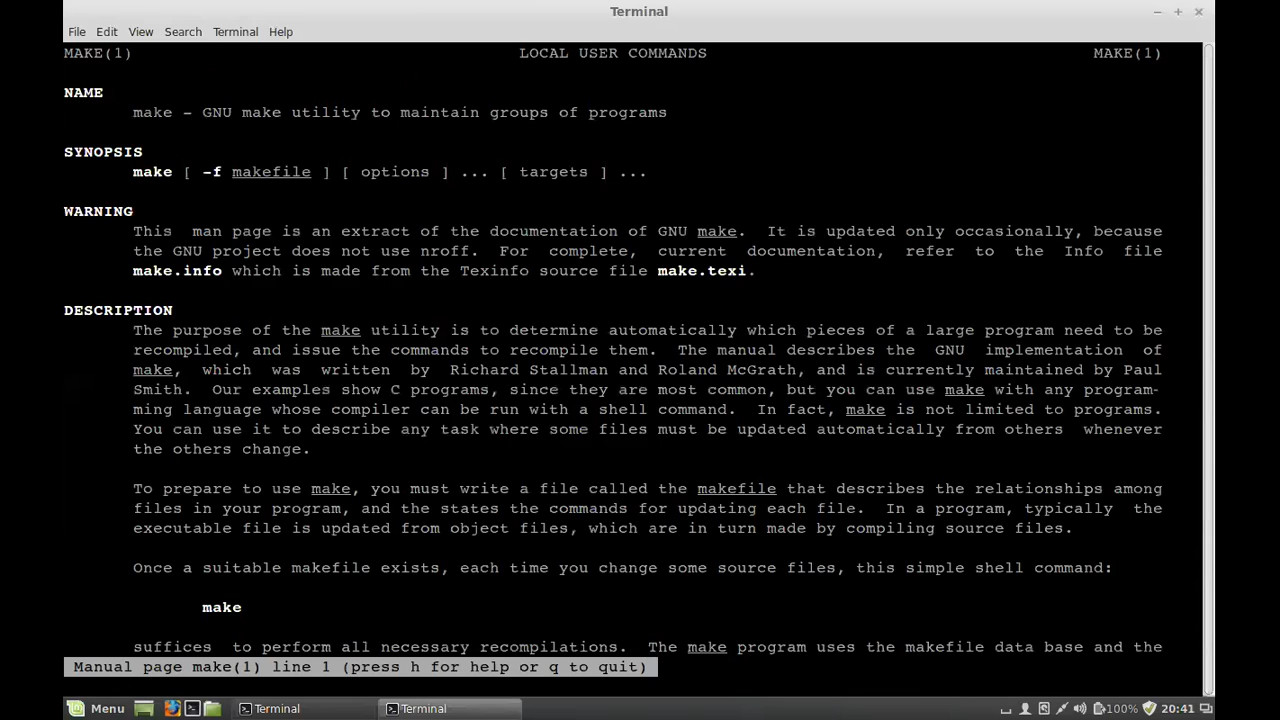 Terminal
File Edit View Search Terminal Help
MAKE(1) LOCAL USER COMMANDS MAKE(1)
NAME
make - GNU make utility to maintain groups of programs
SYNOPSIS
make [ -f makefile ] [ options ] ... [ targets ] ...
WARNING
This man page is an extract of the documentation of GNU make. It is updated only occasionally, because
the GNU project does not use nroff. For complete, current documentation, refer to the Info file
make.info which is made from the Texinfo source file make.texi.
DESCRIPTION
The purpose of the make utility is to determine automatically which pieces of a large program need to be
recompiled, and issue the commands to recompile them. The manual describes the GNU implementation of
make, which was written by Richard Stallman and Roland McGrath, and is currently maintained by Paul
Smith. Our examples show C programs, since they are most common, but you can use make with any program-
ming language whose compiler can be run with a shell command. In fact, make is not limited to programs.
You can use it to describe any task where some files must be updated automatically from others whenever
the others change.
To prepare to use make, you must write a file called the makefile that describes the relationships among
files in your program, and the states the commands for updating each file. In a program, typically the
executable file is updated from object files, which are in turn made by compiling source files.
Once a suitable makefile exists, each time you change some source files, this simple shell command:
make
suffices to perform all necessary recompilations. The make program uses the makefile data base and the
Manual page make(1) line 1 (press h for help or q to quit)
Menu Terminal Terminal 100% 20:41